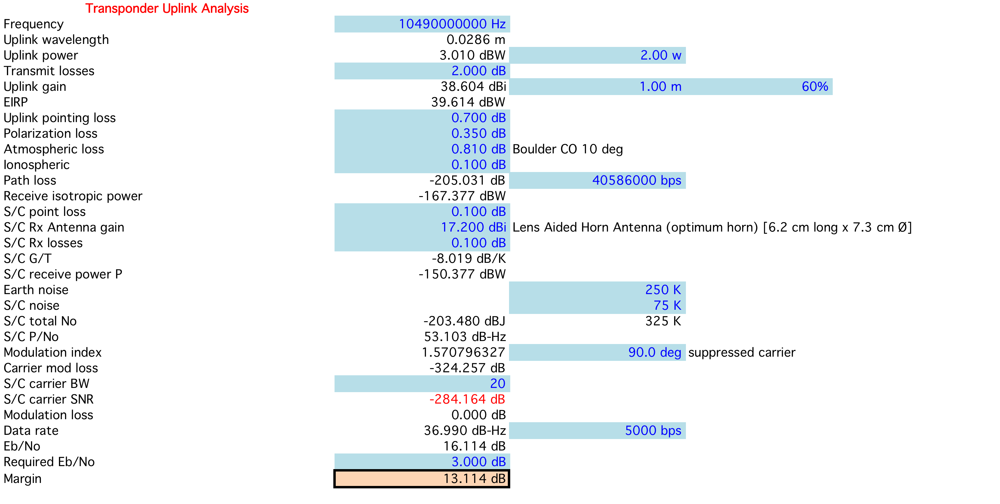 Transponder Uplink Analysis
Frequency 10490000000 Hz
Uplink wavelength 0.0286 m
Uplink power 3.010 dBW 2.00 w
Transmit losses 2.000 dB
Uplink gain 38.604 dBi 1.00 m 60%
EIRP 39.614 dBW
Uplink pointing loss 0.700 dB
Polarization loss 0.350 dB
Atmospheric loss 0.810 dB Boulder CO 10 deg
Ionospheric 0.100 dB
Path loss -205.031 dB 40586000 bps
Receive isotropic power -167.377 dBW
S/C point loss 0.100 dB
S/C Rx Antenna gain 17.200 dBi Lens Aided Horn Antenna (optimum horn) [6.2 cm long x 7.3 cm Ø]
S/C Rx losses 0.100 dB
S/C G/T -8.019 dB/K
S/C receive power P -150.377 dBW
Earth noise 250 K
S/C noise 75 K
S/C total No -203.480 dBJ 325 K
S/C P/No 53.103 dB-Hz
Modulation index 1.570796327 90.0 deg suppressed carrier
Carrier mod loss -324.257 dB
S/C carrier BW 20
S/C carrier SNR -284.164 dB
Modulation loss 0.000 dB
Data rate 36.990 dB-Hz 5000 bps
Eb/No 16.114 dB
Required Eb/No 3.000 dB
Margin 13.114 dB